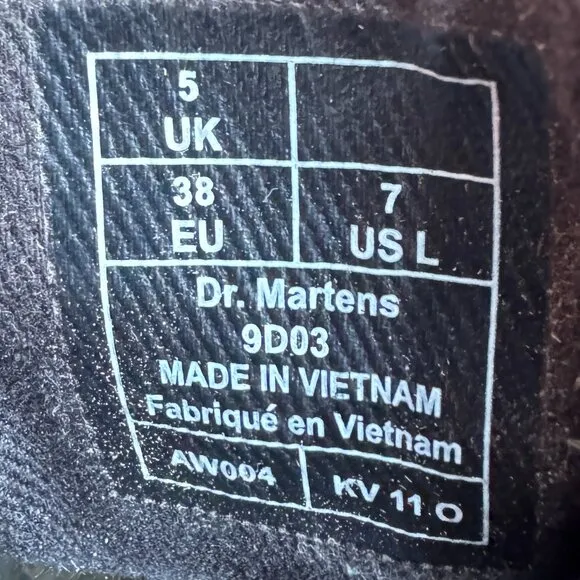 5
UK
38
EU
7
US L
Dr. Martens
9D03
MADE IN VIETNAM
Fabriqué en Vietnam
AW004
KV 11 O